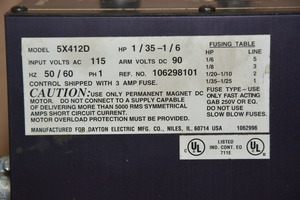 MODEL 5X412D HP 1/35-1/6
INPUT VOLTS AC 115 ARM VOLTS DC 90
HZ 50/60 PH 1 REF. 106298101
CONTROL SHIPPED WITH 3 AMP FUSE.
CAUTION: USE ONLY PERMANENT MAGNET DC
MOTOR. DO NOT CONNECT TO A SUPPLY CAPABLE
OF DELIVERING MORE THAN 5000 RMS SYMMETRICAL
AMPS SHORT CIRCUIT CURRENT.
MOTOR OVERLOAD PROTECTION MUST BE PROVIDED.
FUSING TABLE
HP LINE
1/6 5
1/8 3
1/20-1/10 2
1/35-1/25 1
FUSE TYPE - USE
ONLY FAST ACTING
GAB 250V OR EQ.
DO NOT USE
SLOW BLOW FUSES.
MANUFACTURED FOR DAYTON ELECTRIC MFG. CO., NILES, IL 60714 USA 1062996
UL LISTED
IND. CONT. EQ
711E
UL